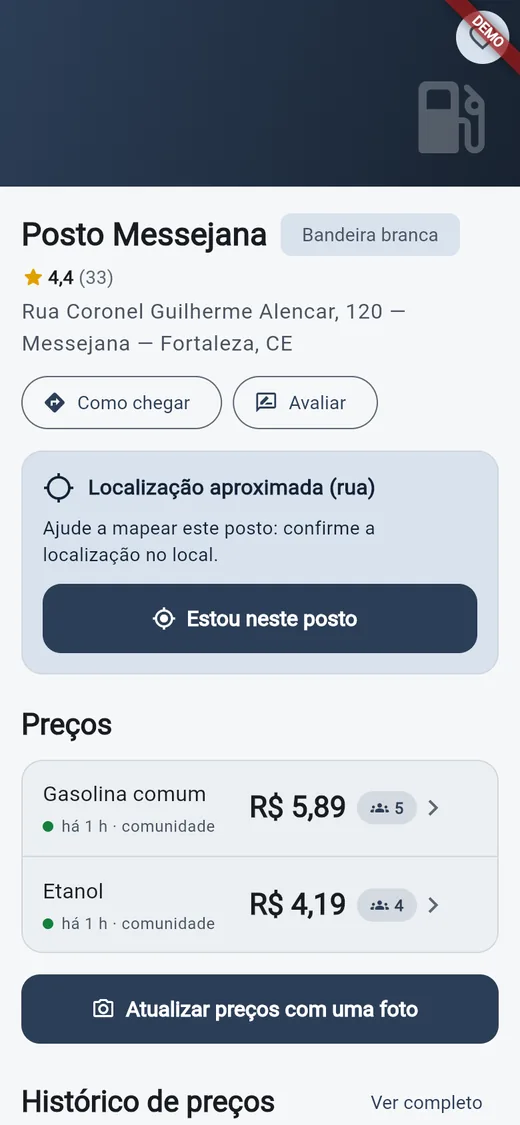 DEMO
Posto Messejana
Bandeira branca
4,4 (33)
Rua Coronel Guilherme Alencar, 120 —
Messejana — Fortaleza, CE
Como chegar
Avaliar
Localização aproximada (rua)
Ajude a mapear este posto: confirme a
localização no local.
Estou neste posto
Preços
Gasolina comum
há 1 h · comunidade
R$ 5,89
5
Etanol
há 1 h · comunidade
R$ 4,19
4
Atualizar preços com uma foto
Histórico de preços
Ver completo